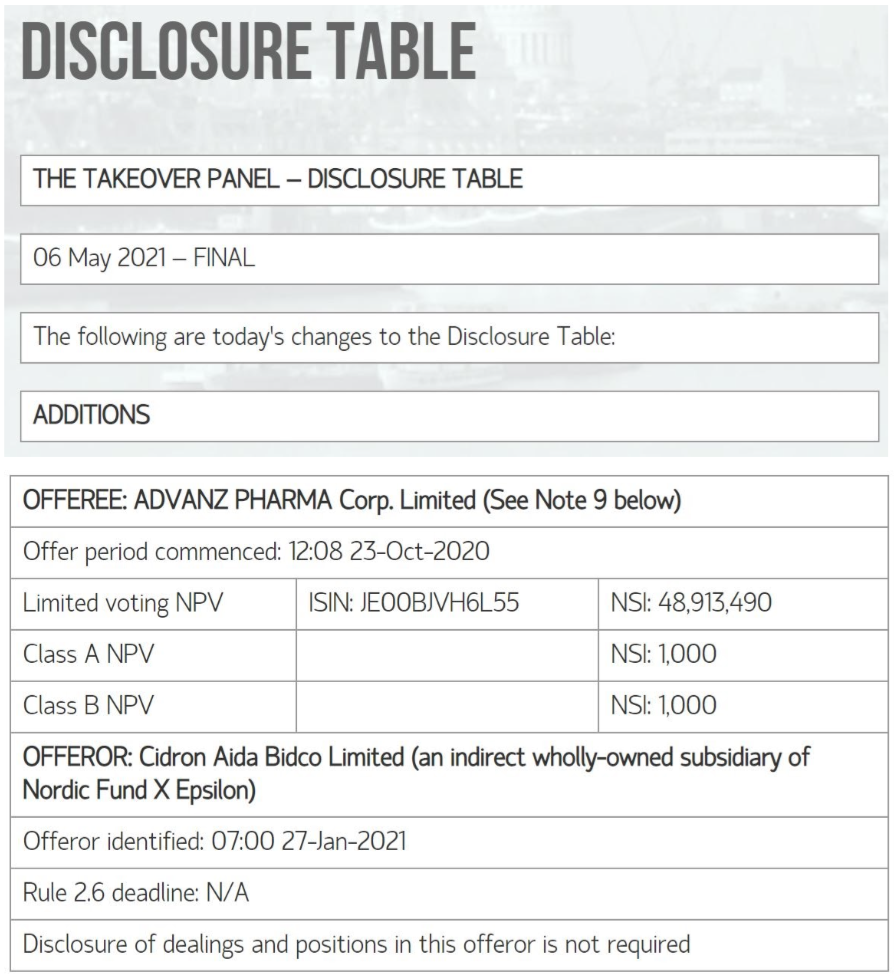 DISCLOSURE TABLE
THE TAKEOVER PANEL – DISCLOSURE TABLE
06 May 2021 – FINAL
The following are today's changes to the Disclosure Table:
ADDITIONS
OFFEREE: ADVANZ PHARMA Corp. Limited (See Note 9 below)
Offer period commenced: 12:08 23-Oct-2020
Limited voting NPV ISIN: JE00BJVH6L55 NSI: 48,913,490
Class A NPV NSI: 1,000
Class B NPV NSI: 1,000
OFFEROR: Cidron Aida Bidco Limited (an indirect wholly-owned subsidiary of
Nordic Fund X Epsilon)
Offeror identified: 07:00 27-Jan-2021
Rule 2.6 deadline: N/A
Disclosure of dealings and positions in this offeror is not required